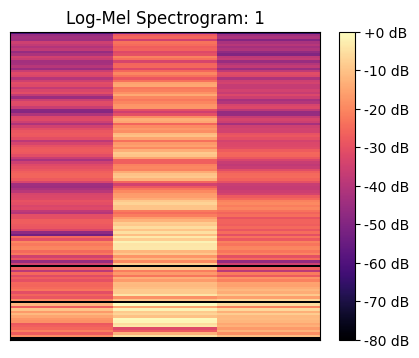 Log-Mel Spectrogram: 1
+0 dB
-10 dB
-20 dB
-30 dB
-40 dB
-50 dB
-60 dB
-70 dB
-80 dB